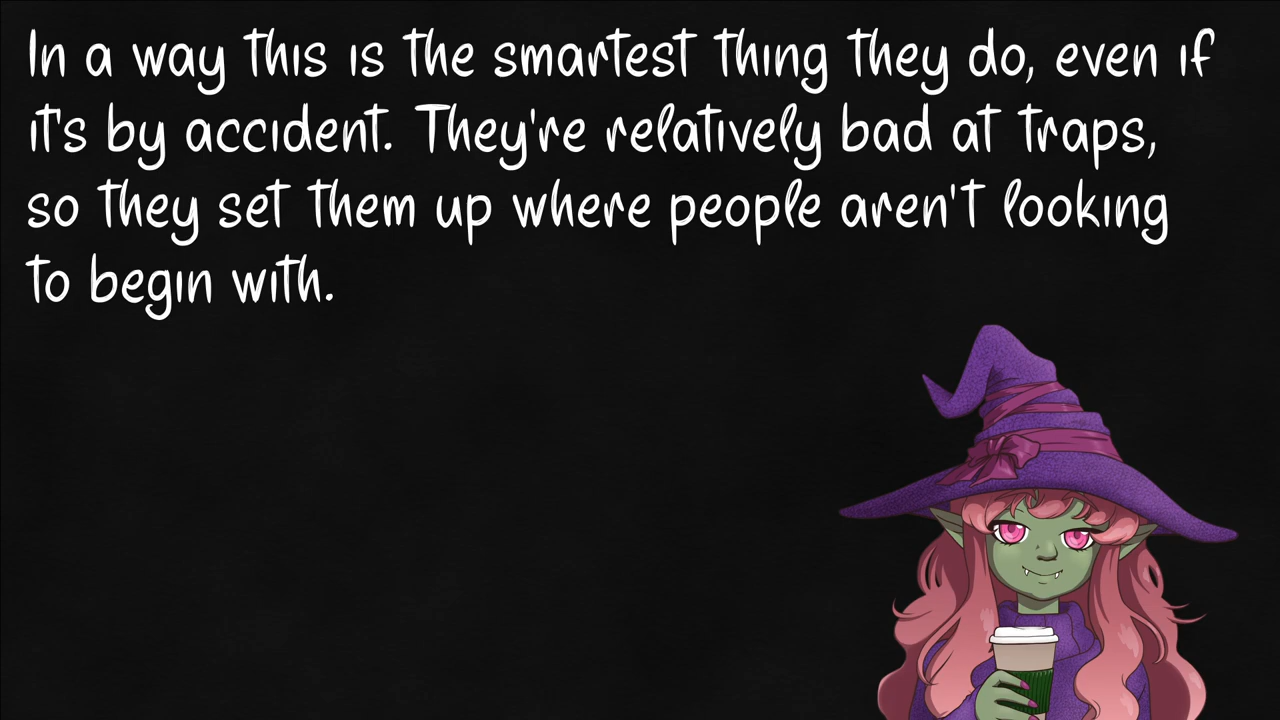 In a way this is the smartest thing they do, even if
it's by accident. They're relatively bad at traps,
so they set them up where people aren't looking
to begin with.